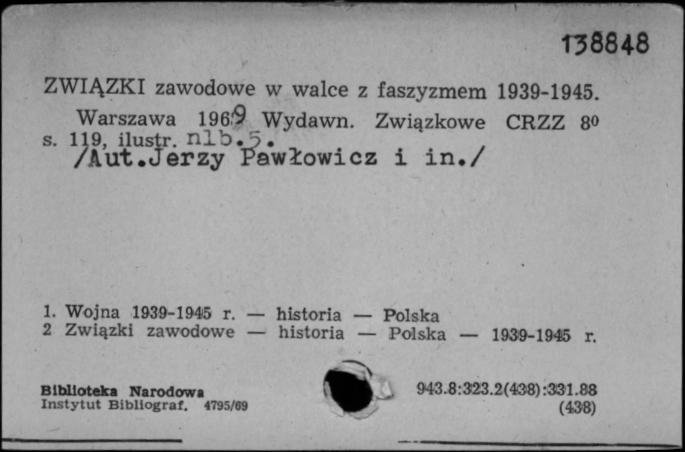 138848
ZWIĄZKI zawodowe w walce z faszyzmem 1939-1945.
Warszawa 1969 Wydawn. Związkowe CRZZ 8º
s. 119, ilustr. nlb.5.
/Aut.Jerzy Pawłowicz i in./
1. Wojna 1939-1945 r. — historia — Polska
2 Związki zawodowe — historia — Polska — 1939-1945 r.
Biblioteka Narodowa
Instytut Bibliograf. 4795/69
943.8:323.2(438):331.88
(438)